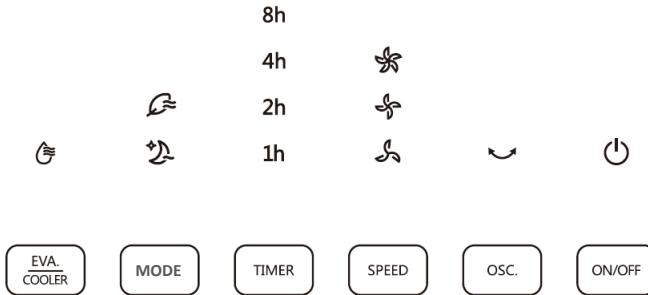 8h
4h
2h
1h
EVA.
COOLER
MODE
TIMER
SPEED
OSC.
ON/OFF